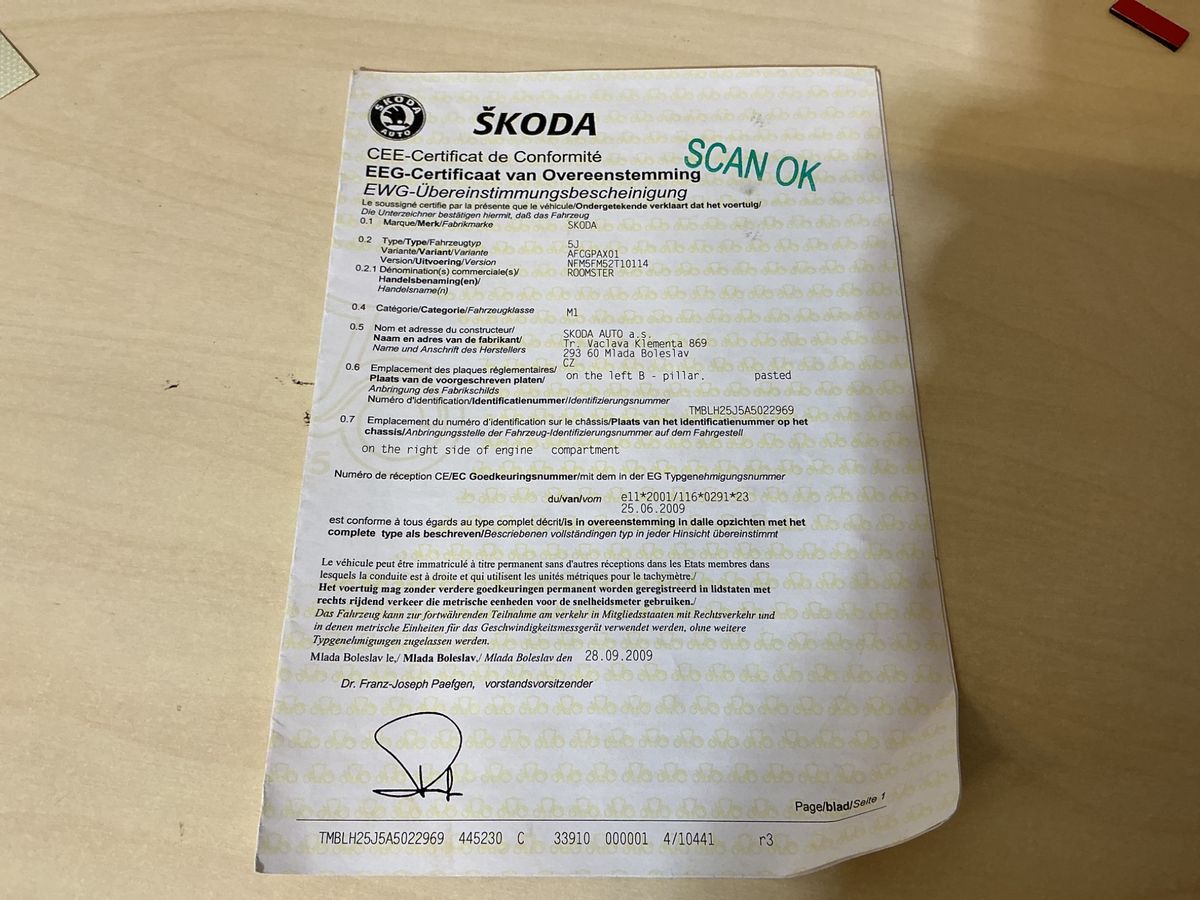 ŠKODA
AUTO
ŠKODA
SCAN OK
CEE-Certificat de Conformité
EEG-Certificaat van Overeenstemming
EWG-Übereinstimmungsbescheinigung
Le soussigné certifie par la présente que le véhicule/Ondergetekende verklaart dat het voertuig/
Die Unterzeichner bestätigen hiermit, daß das Fahrzeug
0.1 Marque/Merk/Fabrikmarke SKODA
0.2 Type/Type/Fahrzeugtyp 5J
Variante/Variant/Variante AFCGPAX01
Version/Uitvoering/Version NFM5FM52T10114
0.2.1 Dénomination(s) commerciale(s)/ ROOMSTER
Handelsbenaming(en)/
Handelsname(n)
0.4 Catégorie/Categorie/Fahrzeugklasse M1
0.5 Nom et adresse du constructeur/ SKODA AUTO a.s.
Naam en adres van de fabrikant/ Tr. Vaclava Klementa 869
Name und Anschrift des Herstellers 293 60 Mlada Boleslav
CZ
0.6 Emplacement des plaques réglementaires/
Plaats van de voorgeschreven platen/ on the left B - pillar. pasted
Anbringung des Fabrikschilds
Numéro d'identification/Identificatienummer/Identifizierungsnummer
TMBLH25J5A5022969
0.7 Emplacement du numéro d'identification sur le châssis/Plaats van het identificatienummer op het
chassis/Anbringungsstelle der Fahrzeug-Identifizierungsnummer auf dem Fahrgestell
on the right side of engine compartment
Numéro de réception CE/EC Goedkeuringsnummer/mit dem in der EG Typgenehmigungsnummer
du/van/vom e11*2001/116*0291*23
25.06.2009
est conforme à tous égards au type complet décrit/is in overeenstemming in dalle opzichten met het
complete type als beschreven/Bescriebenen vollständingen typ in jeder Hinsicht übereinstimmt
Le véhicule peut être immatriculé à titre permanent sans d'autres réceptions dans les Etats membres dans
lesquels la conduite est à droite et qui utilisent les unités métriques pour le tachymètre./
Het voertuig mag zonder verdere goedkeuringen permanent worden geregistreerd in lidstaten met
rechts rijdend verkeer die metrische eenheden voor de snelheidsmeter gebruiken./
Das Fahrzeug kann zur fortwährenden Teilnahme am verkehr in Mitgliedsstaaten mit Rechtsverkehr und
in denen metrische Einheiten für das Geschwindigkeitsmessgerät verwendet werden, ohne weitere
Typgenehmigungen zugelassen werden.
Mlada Boleslav le,/ Mlada Boleslav,/ Mlada Boleslav den 28.09.2009
Dr. Franz-Joseph Paefgen, vorstandsvorsitzender
Page/blad/Seite 1
TMBLH25J5A5022969 445230 C 33910 000001 4/10441 r3